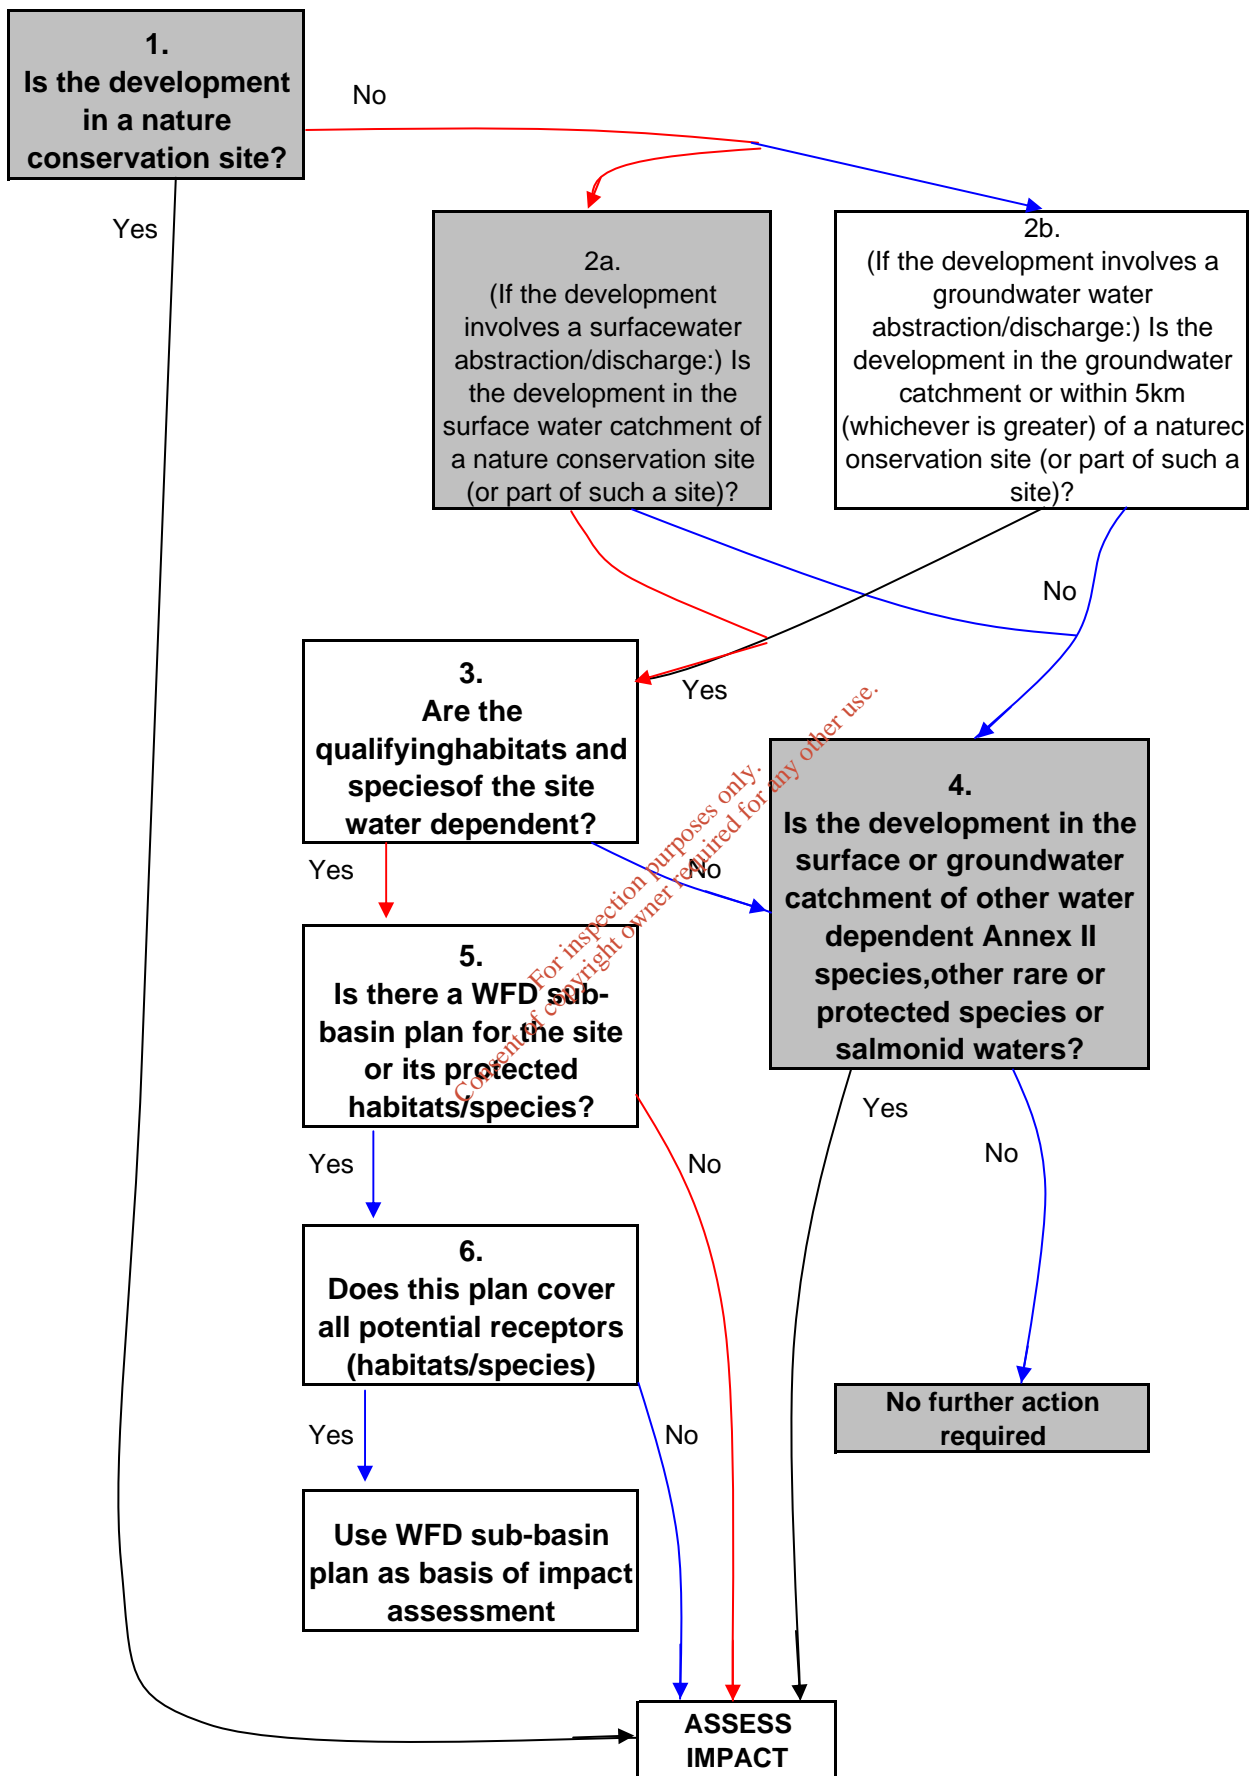 1.
Is the development
in a nature
conservation site?
No
Yes
2a.
(If the development
involves a surfacewater
abstraction/discharge:) Is
the development in the
surface water catchment of
a nature conservation site
(or part of such a site)?
2b.
(If the development involves a
groundwater water
abstraction/discharge:) Is the
development in the groundwater
catchment or within 5km
(whichever is greater) of a naturec
onservation site (or part of such a
site)?
No
Yes
3.
Are the
qualifyinghabitats and
speciesof the site
water dependent?
Yes
No
4.
Is the development in the
surface or groundwater
catchment of other water
dependent Annex II
species,other rare or
protected species or
salmonid waters?
For inspection purposes only.
Consent of copyright owner required for any other use.
5.
Is there a WFD sub-
basin plan for the site
or its protected
habitats/species?
Yes
No
Yes
No
6.
Does this plan cover
all potential receptors
(habitats/species)
Yes
No
No further action
required
Use WFD sub-basin
plan as basis of impact
assessment
ASSESS
IMPACT